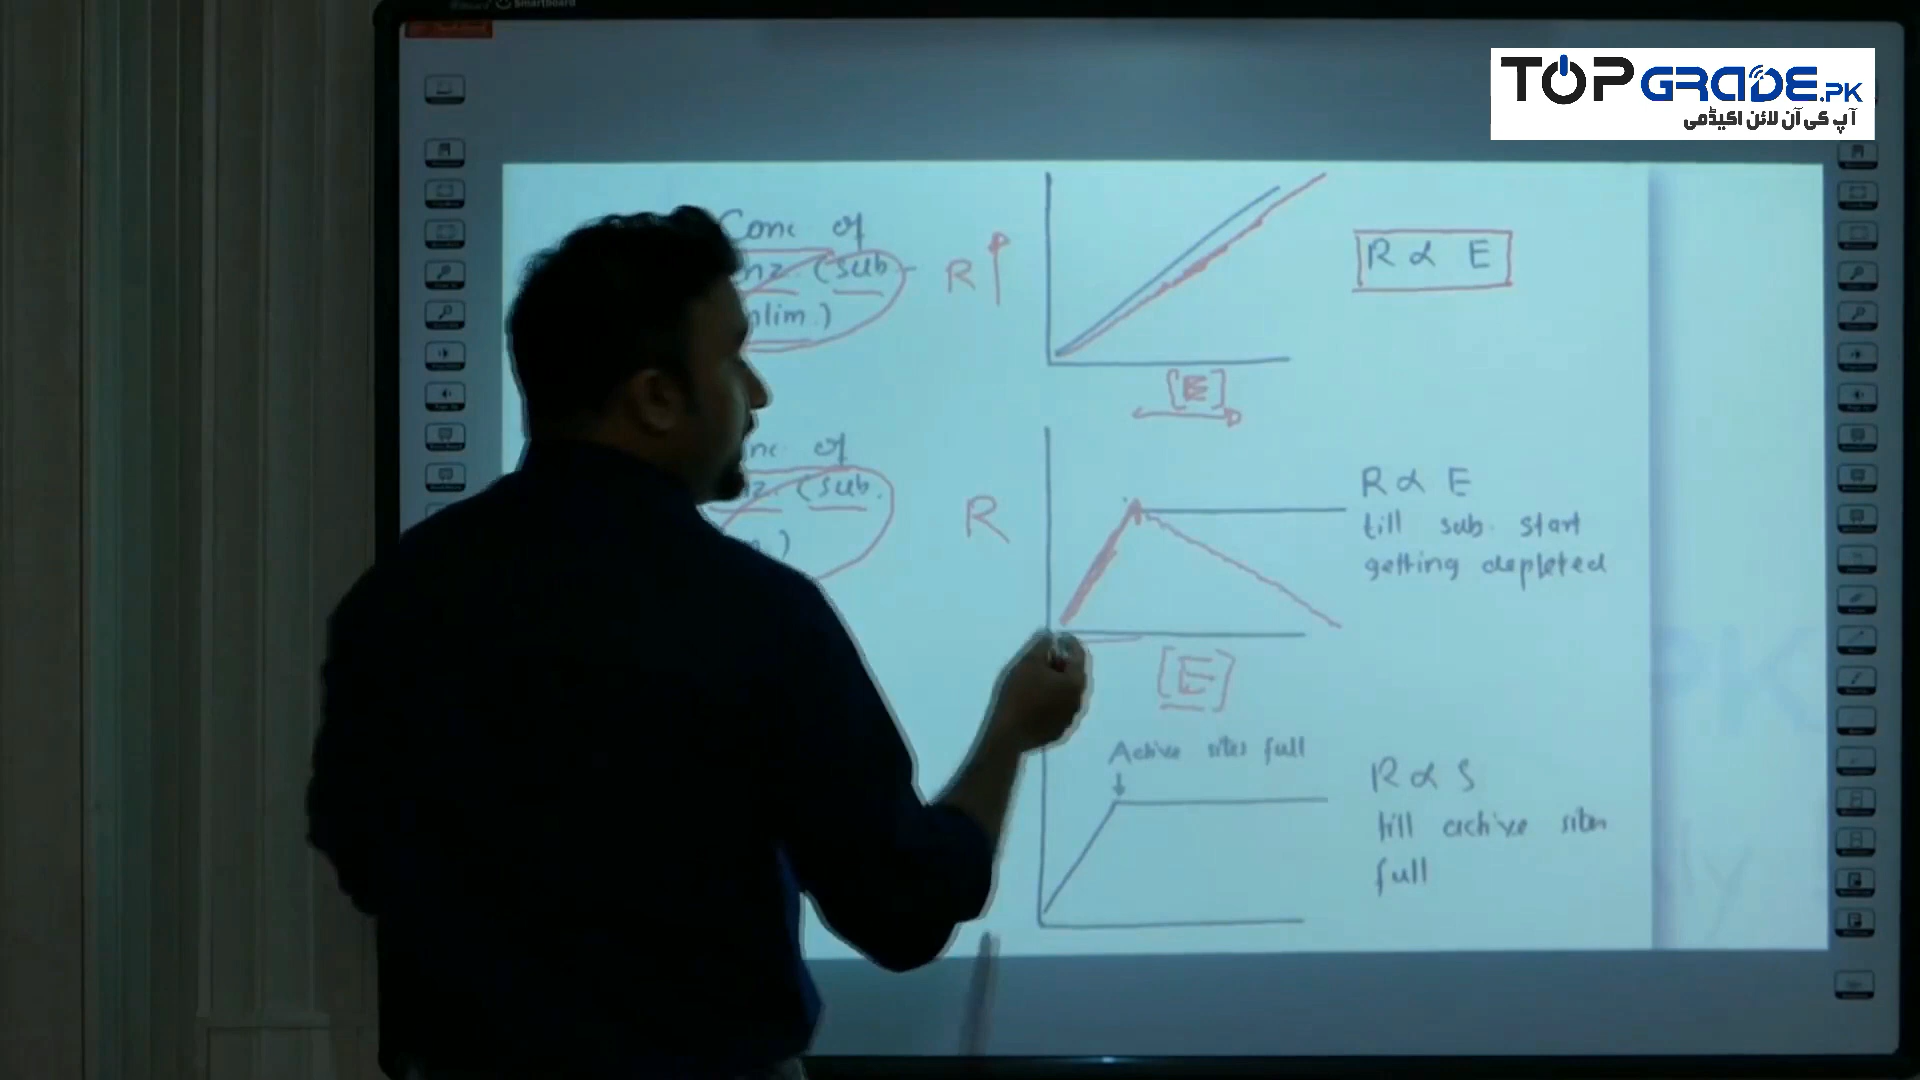 Smartboard
TOPGRADE.PK
آپ کی آن لائن اکیڈمی
Conc of
(sub
R
R α E
[E]
of
(sub.
R
R α E
till sub. start
getting depleted
[E]
Active sites full
R α S
till active sites
full